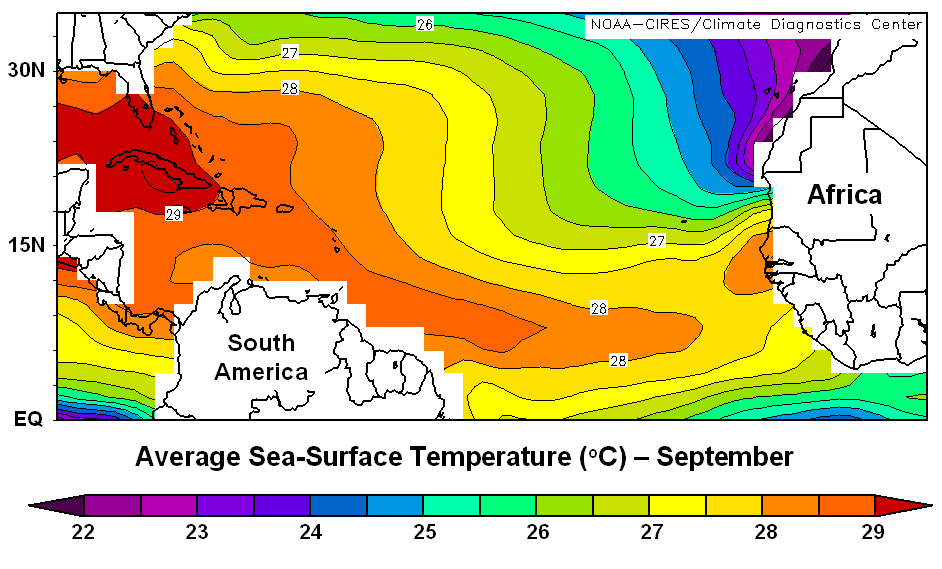 NOAA-CIRES/Climate Diagnostics Center
26
27
28
30N
Africa
29
15N
27
28
South
America
28
EQ
Average Sea-Surface Temperature (°C) – September
22 23 24 25 26 27 28 29